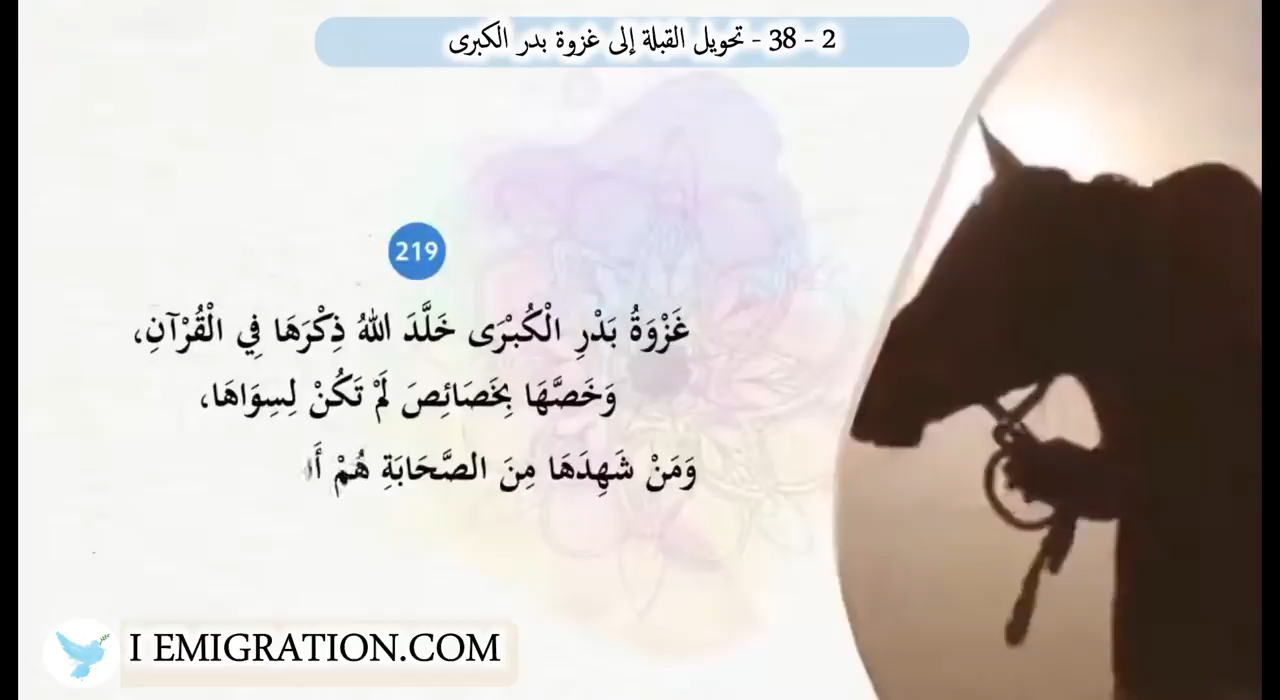 2 - 38 - تحويل القبلة إلى غزوة بدر الكبرى
219
غَزْوَةُ بَدْرِ الْكُبْرَى خَلَّدَ اللهُ ذِكْرَهَا فِي الْقُرْآنِ،
وَخَصَّهَا بِخَصَائِصَ لَمْ تَكُنْ لِسِوَاهَا،
وَمَنْ شَهِدَهَا مِنَ الصَّحَابَةِ هُمْ
I EMIGRATION.COM